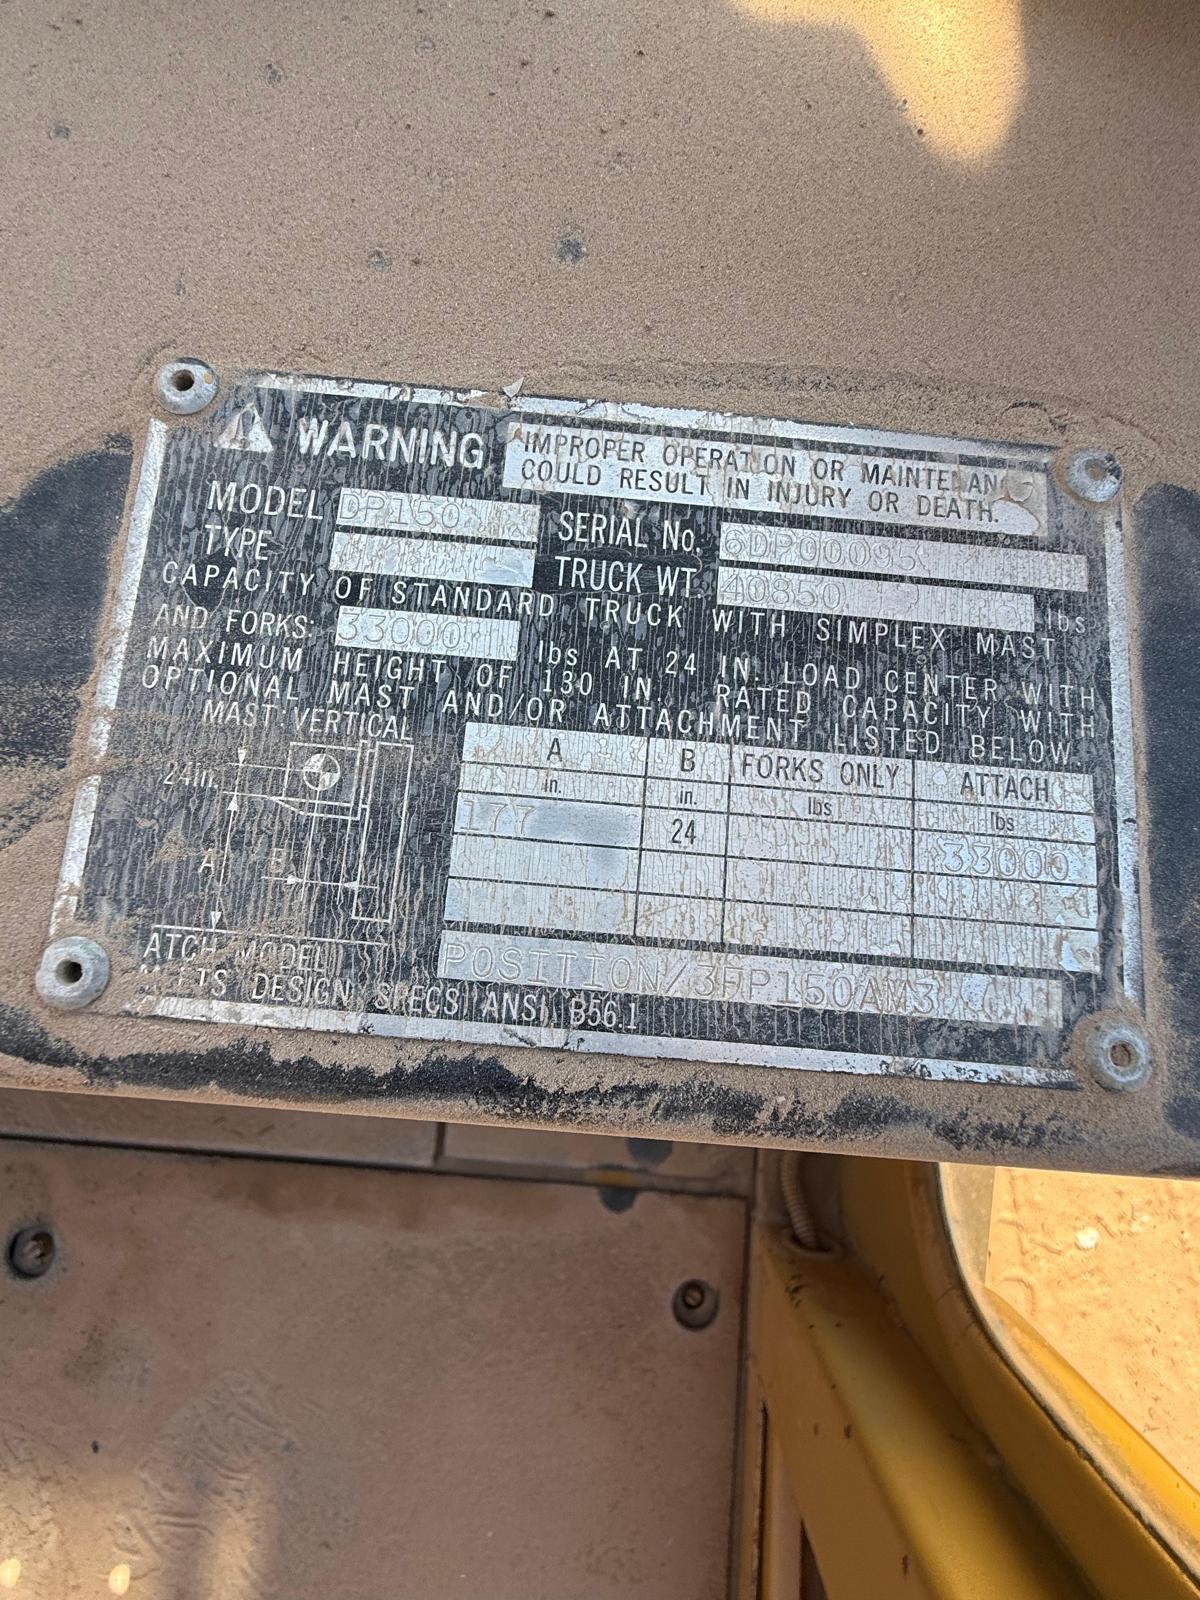 WARNING
IMPROPER OPERATION OR MAINTENANCE
COULD RESULT IN INJURY OR DEATH.
MODEL DP150 SERIAL No. 6DP00095
TYPE TRUCK WT. 40850 lbs
CAPACITY OF STANDARD TRUCK WITH SIMPLEX MAST
AND FORKS: 33000 lbs AT 24 IN. LOAD CENTER WITH
MAXIMUM HEIGHT OF 130 IN. RATED CAPACITY WITH
OPTIONAL MAST AND/OR ATTACHMENT LISTED BELOW.
MAST: VERTICAL
24in.
A
B
A B FORKS ONLY ATTACH
in. in. lbs lbs
177 24 33000
ATCH MODEL POSITION/3FP150AM3
MEETS DESIGN SPECS ANSI B56.1